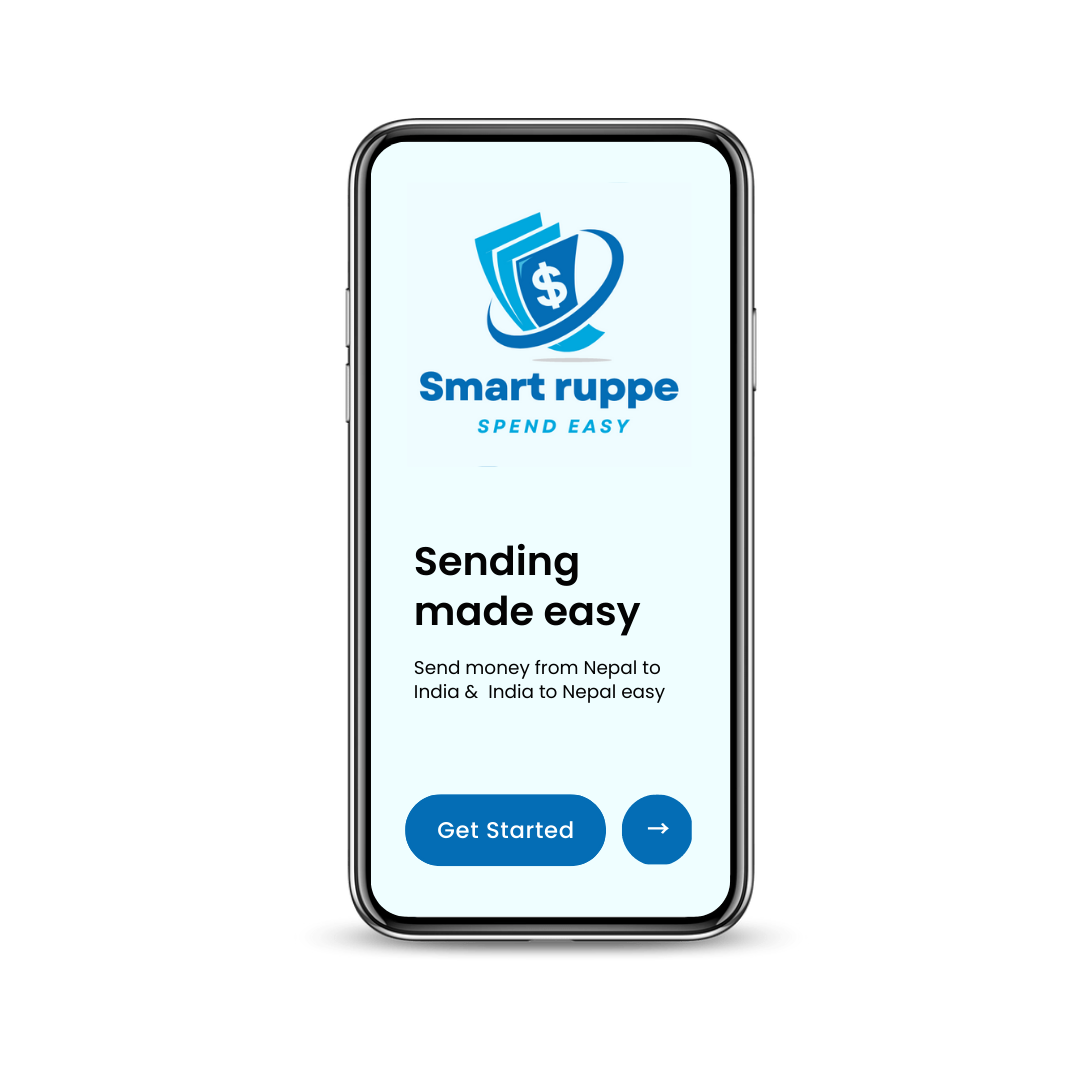 $
Smart ruppe
SPEND EASY
Sending
made easy
Send money from Nepal to
India &  India to Nepal easy
Get Started →